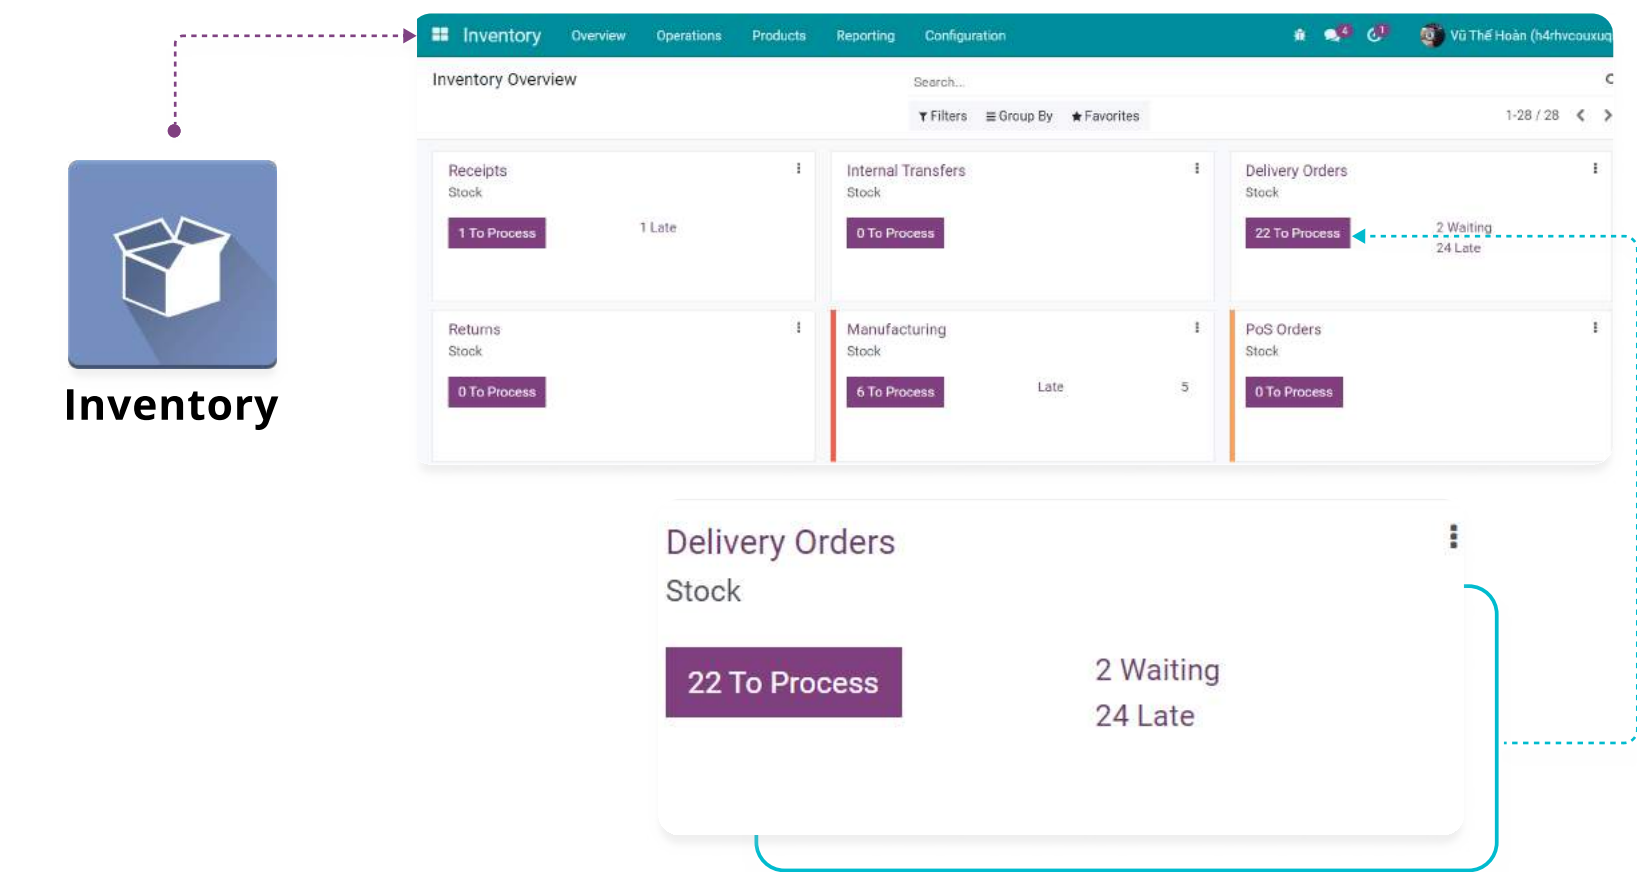 Inventory
Inventory Overview Operations Products Reporting Configuration 4 1 Vũ Thế Hoàn (h4rhvcouxuq
Inventory Overview
Search...
Filters Group By Favorites
1-28 / 28
Receipts
Stock
1 To Process
1 Late
Internal Transfers
Stock
0 To Process
Delivery Orders
Stock
22 To Process
2 Waiting
24 Late
Returns
Stock
0 To Process
Manufacturing
Stock
6 To Process
Late 5
PoS Orders
Stock
0 To Process
Delivery Orders
Stock
22 To Process
2 Waiting
24 Late